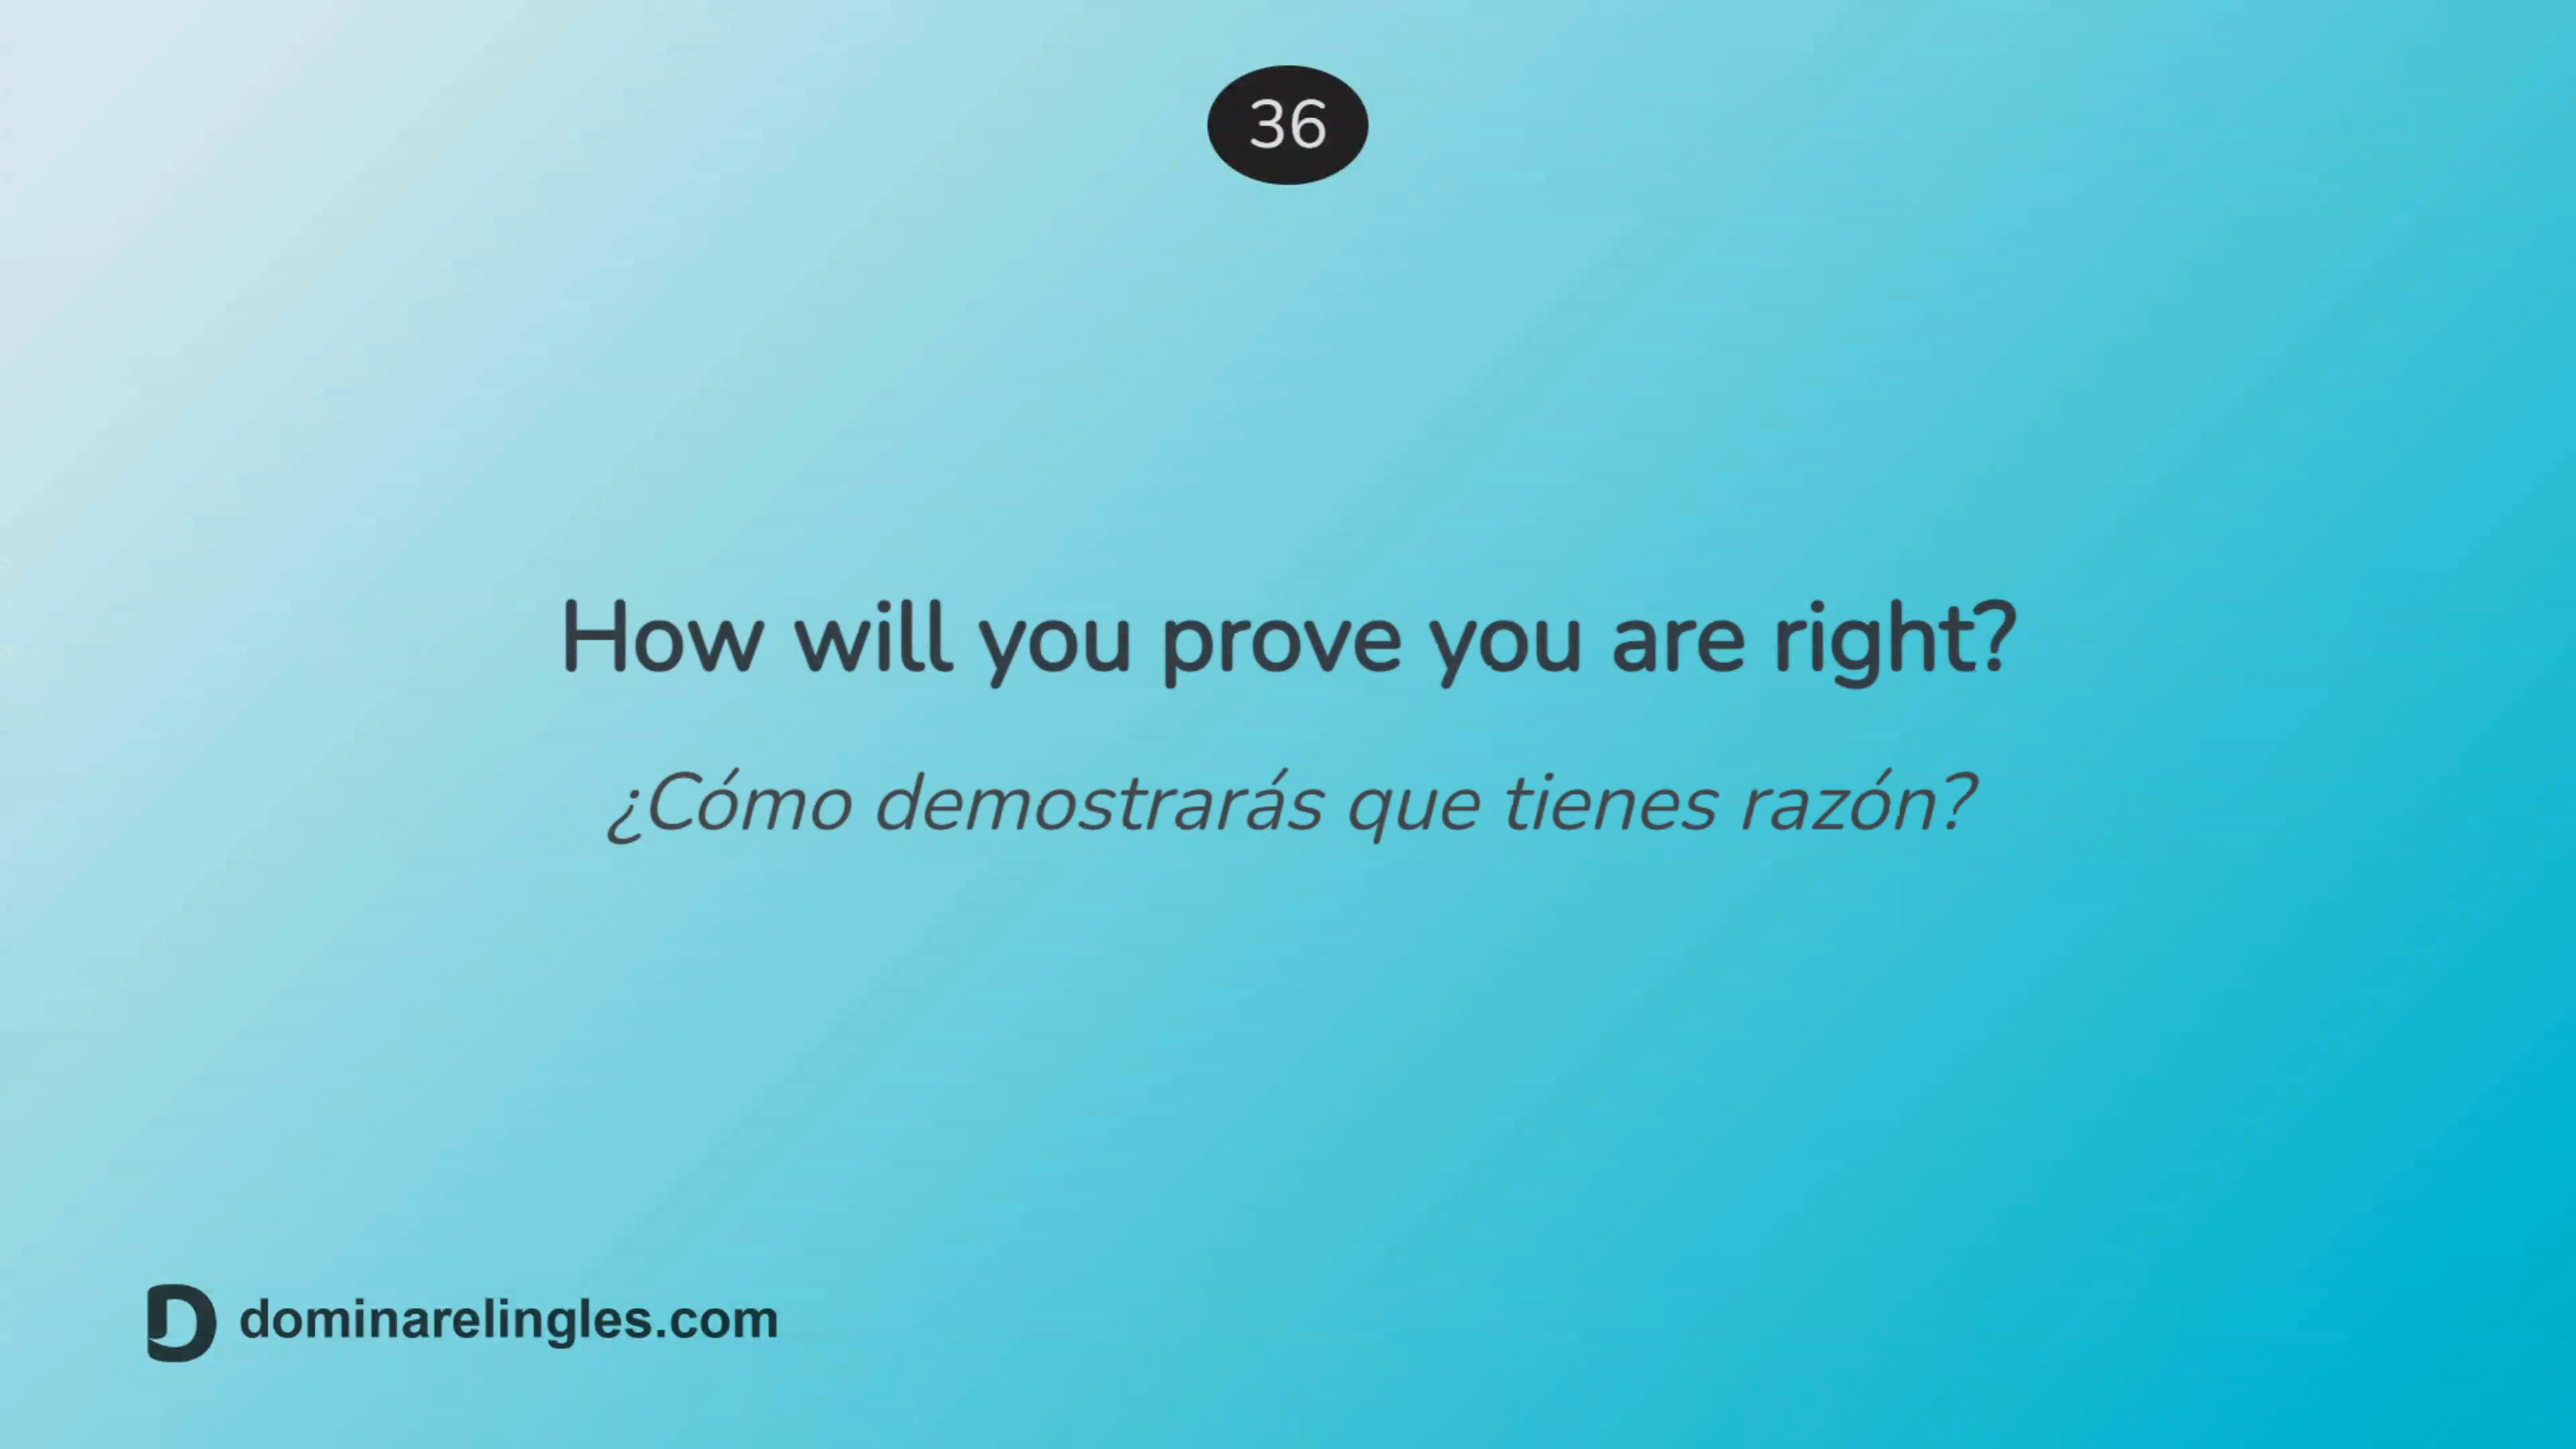 36
How will you prove you are right?
¿Cómo demostrarás que tienes razón?
D dominarelingles.com